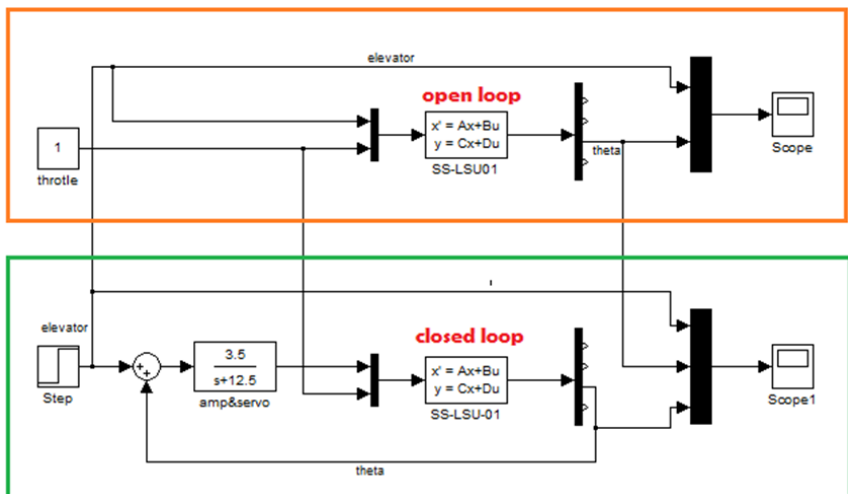 elevator
open loop
1
throtle
x' = Ax+Bu
y = Cx+Du
SS-LSU01
theta
Scope
elevator
Step
+
+
3.5
s+12.5
amp&servo
closed loop
x' = Ax+Bu
y = Cx+Du
SS-LSU-01
theta
Scope1